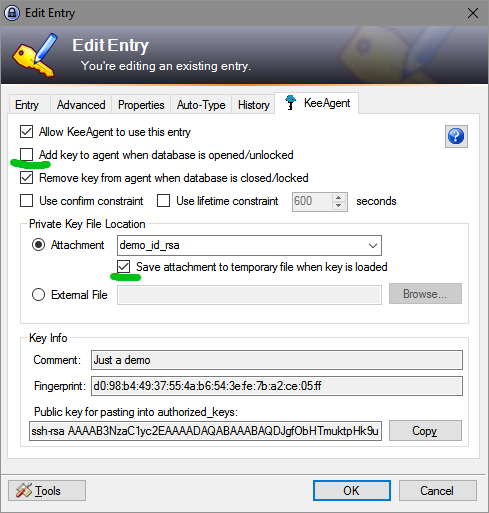 Edit Entry
Edit Entry
You're editing an existing entry.
Entry Advanced Properties Auto-Type History KeeAgent
Allow KeeAgent to use this entry
?
Add key to agent when database is opened/unlocked
Remove key from agent when database is closed/locked
Use confirm constraint Use lifetime constraint 600 seconds
Private Key File Location
Attachment demo_id_rsa
Save attachment to temporary file when key is loaded
External File Browse...
Key Info
Comment: Just a demo
Fingerprint: d0:98:b4:49:37:55:4a:b6:54:3e:fe:7b:a2:ce:05:ff
Public key for pasting into authorized_keys:
ssh-rsa AAAAB3NzaC1yc2EAAAADAQABAAABAQDJgfObHTmuktpHk9u Copy
Tools OK Cancel